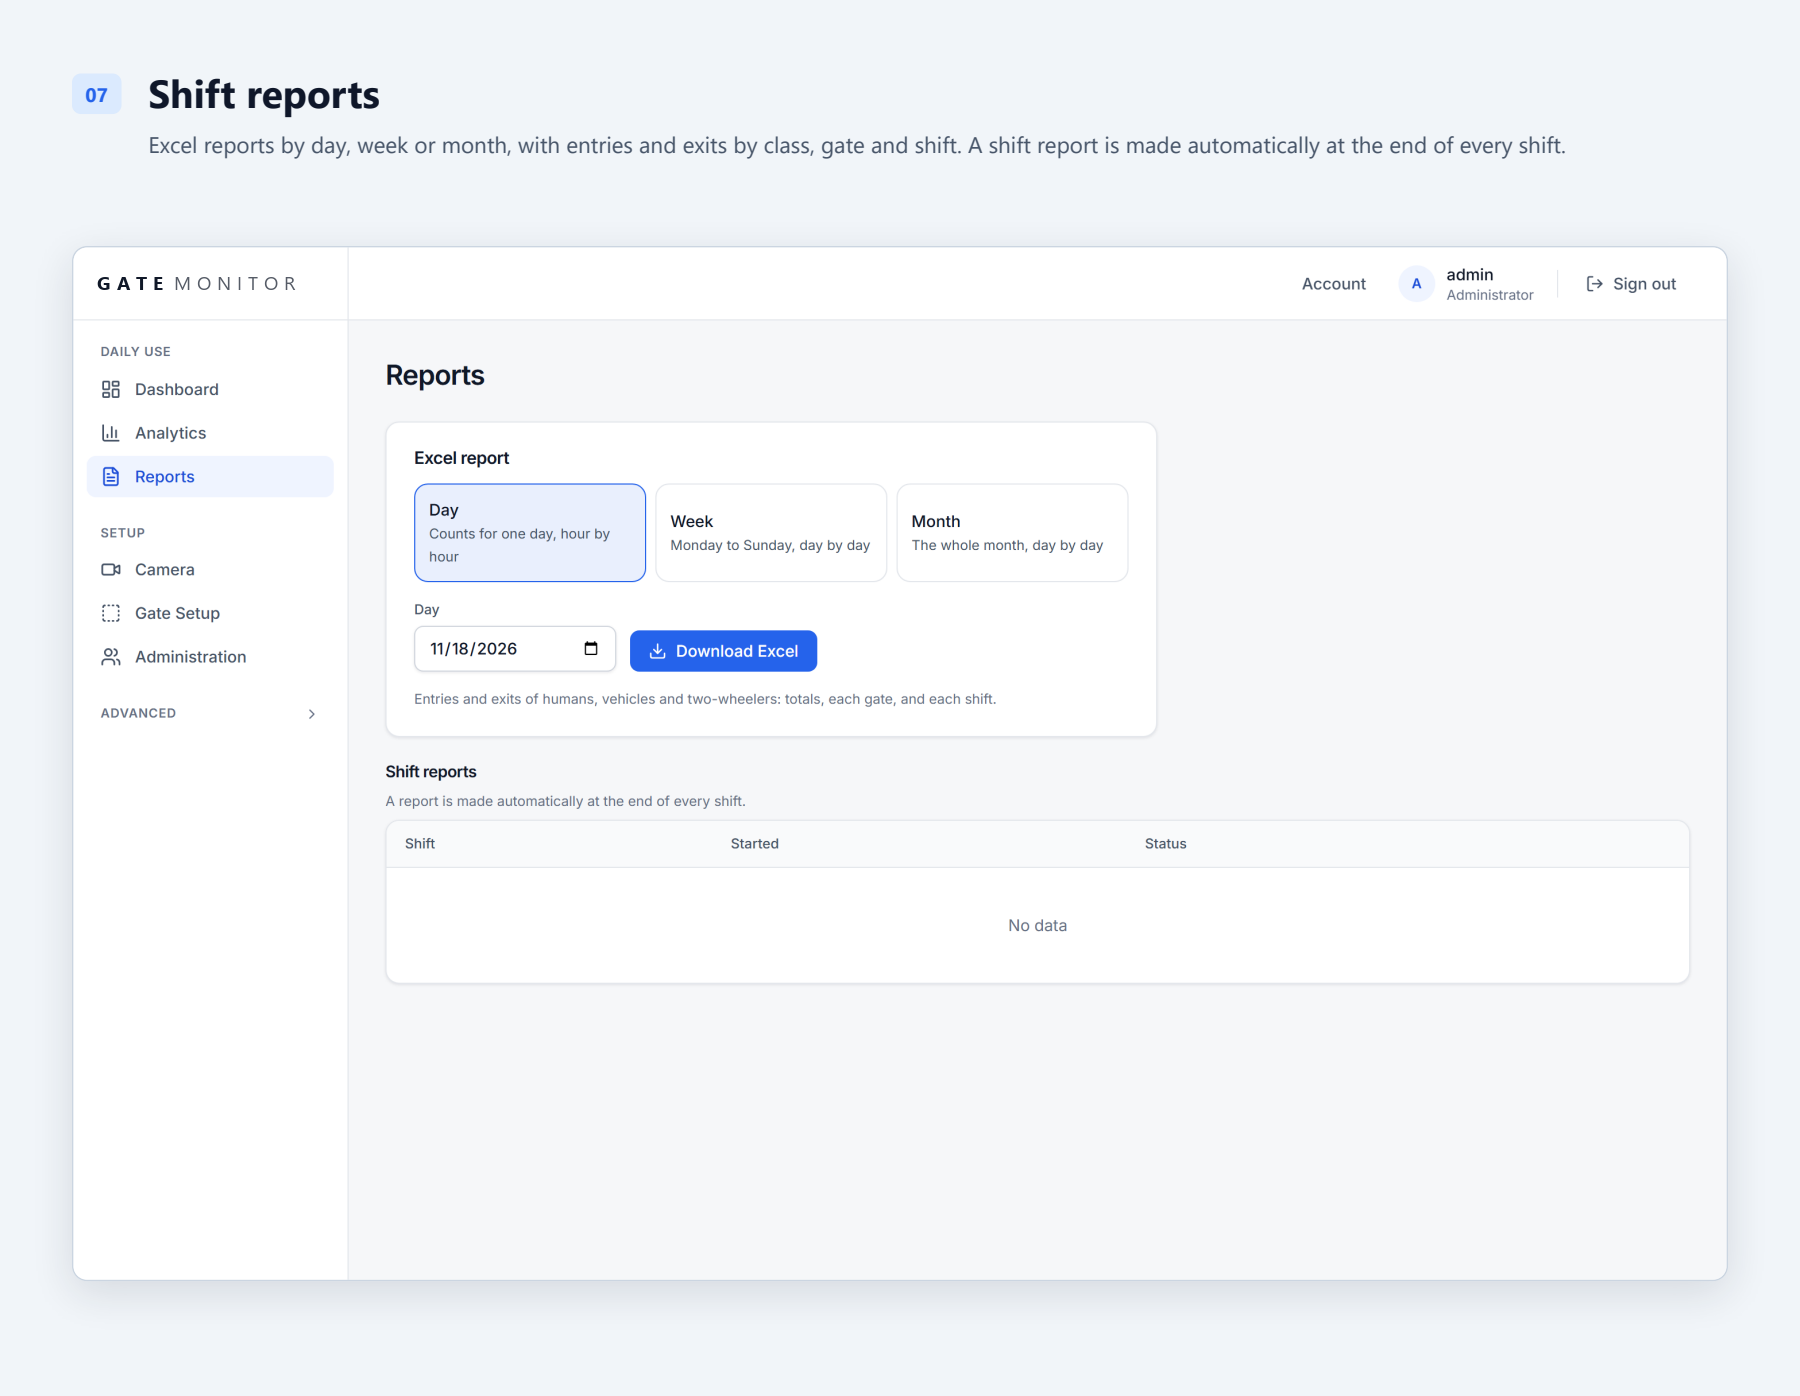 07
Shift reports
Excel reports by day, week or month, with entries and exits by class, gate and shift. A shift report is made automatically at the end of every shift.
GATE MONITOR
Account
A
admin
Administrator
Sign out
DAILY USE
Dashboard
Analytics
Reports
SETUP
Camera
Gate Setup
Administration
ADVANCED
Reports
Excel report
Day
Counts for one day, hour by
hour
Week
Monday to Sunday, day by day
Month
The whole month, day by day
Day
11/18/2026
Download Excel
Entries and exits of humans, vehicles and two-wheelers: totals, each gate, and each shift.
Shift reports
A report is made automatically at the end of every shift.
Shift Started Status
No data